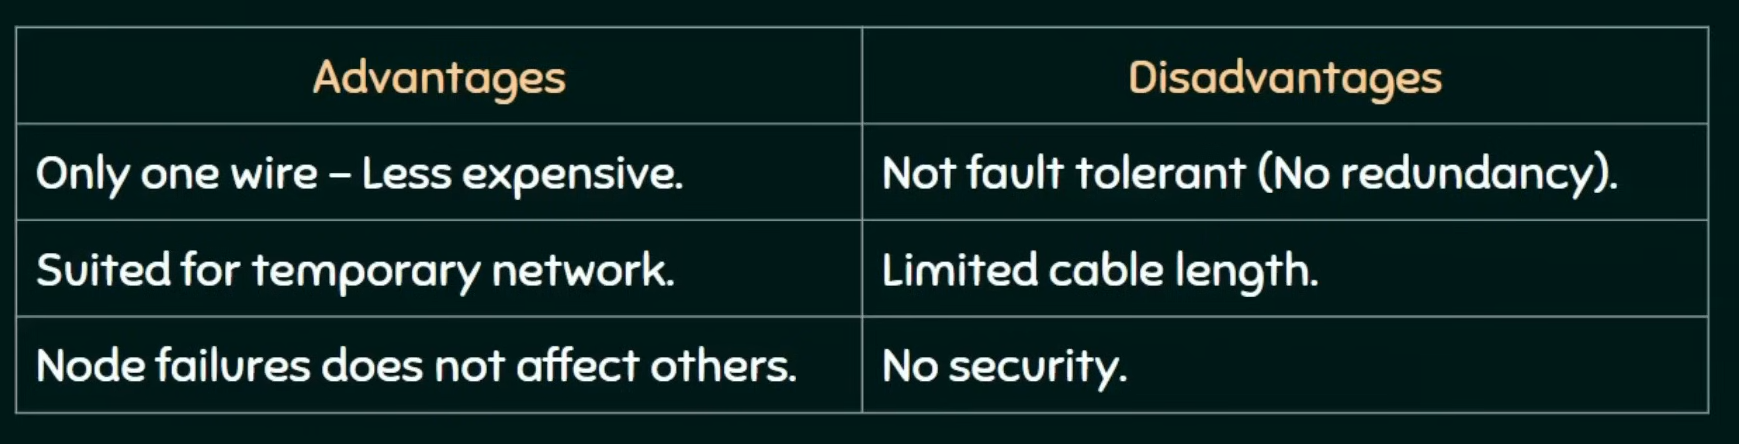 Advantages
Disadvantages
Only one wire – Less expensive.
Not fault tolerant (No redundancy).
Suited for temporary network.
Limited cable length.
Node failures does not affect others.
No security.